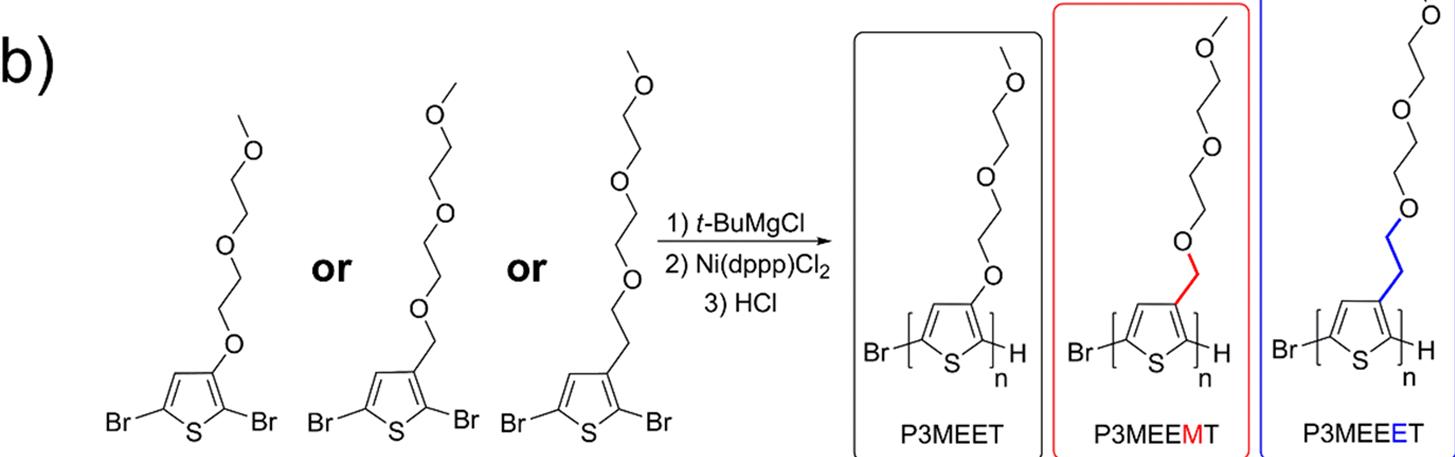 b)
O
O
O
Br
S
Br
or
O
O
O
Br
S
Br
or
O
O
O
Br
S
Br
1) t-BuMgCl
2) Ni(dppp)Cl₂
3) HCl
O
O
O
Br
S
H
n
P3MEET
O
O
O
Br
S
H
n
P3MEEMT
O
O
O
Br
S
H
n
P3MEEET